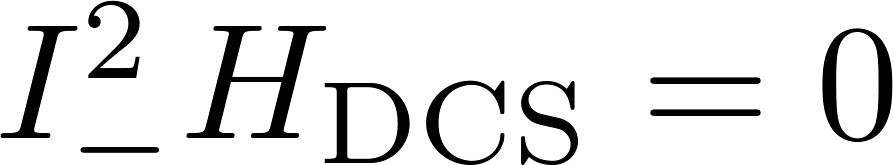 $I_{-}^{2} H_{\mathrm{DCS}} = 0$